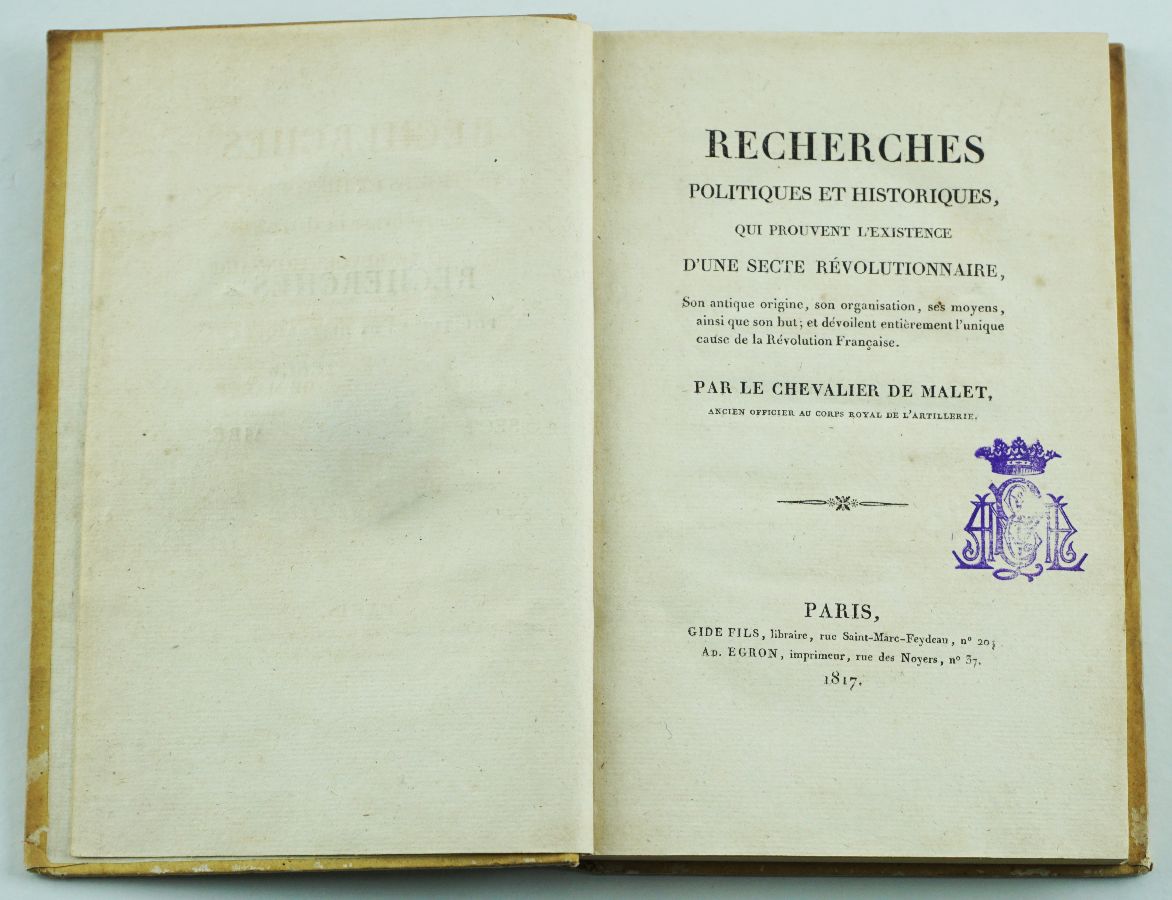 RECHERCHES
POLITIQUES ET HISTORIQUES,
QUI PROUVENT L'EXISTENCE
D'UNE SECTE RÉVOLUTIONNAIRE,
Son antique origine, son organisation, ses moyens,
ainsi que son but; et dévoilent entièrement l'unique
cause de la Révolution Française.
PAR LE CHEVALIER DE MALET,
ANCIEN OFFICIER AU CORPS ROYAL DE L'ARTILLERIE.
PARIS,
GIDE FILS, libraire, rue Saint-Marc-Feydeau, nº 20;
AD. EGRON, imprimeur, rue des Noyers, nº 37.
1817.